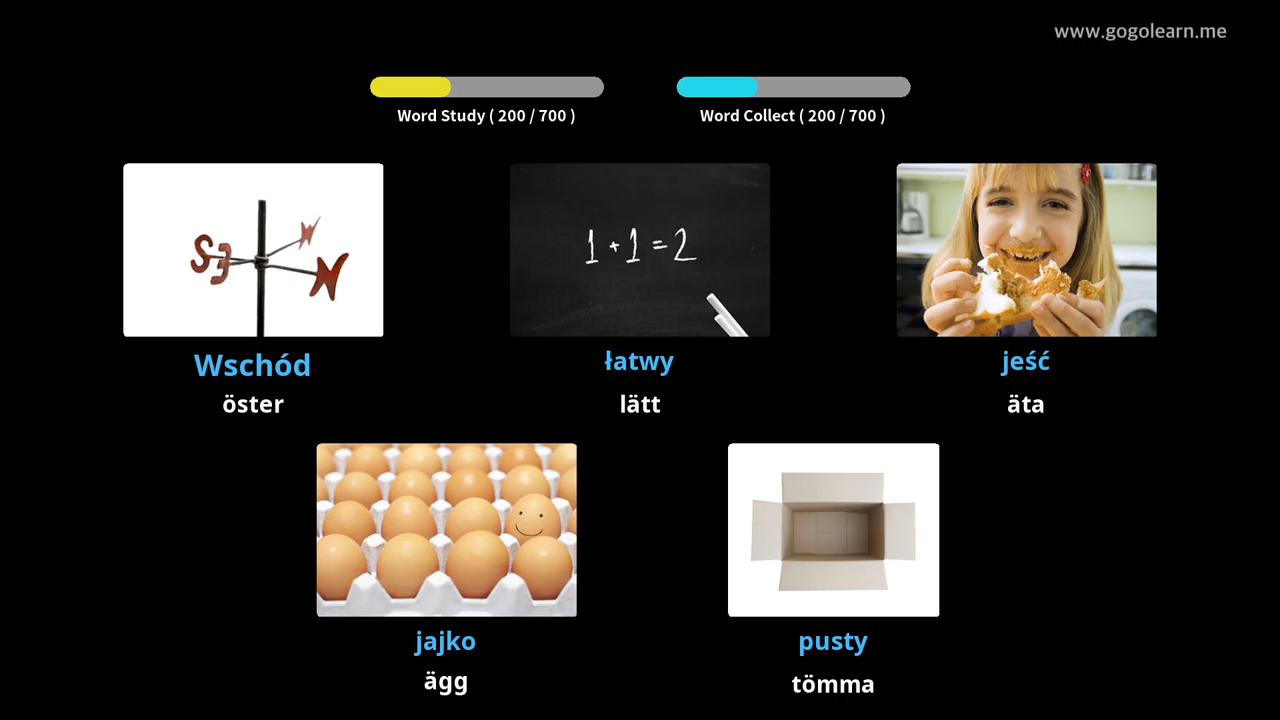 www.gogolearn.me
Word Study ( 200 / 700 )
Word Collect ( 200 / 700 )
S E N W
1 + 1 = 2
Wschód
öster
łatwy
lätt
jeść
äta
jajko
ägg
pusty
tömma